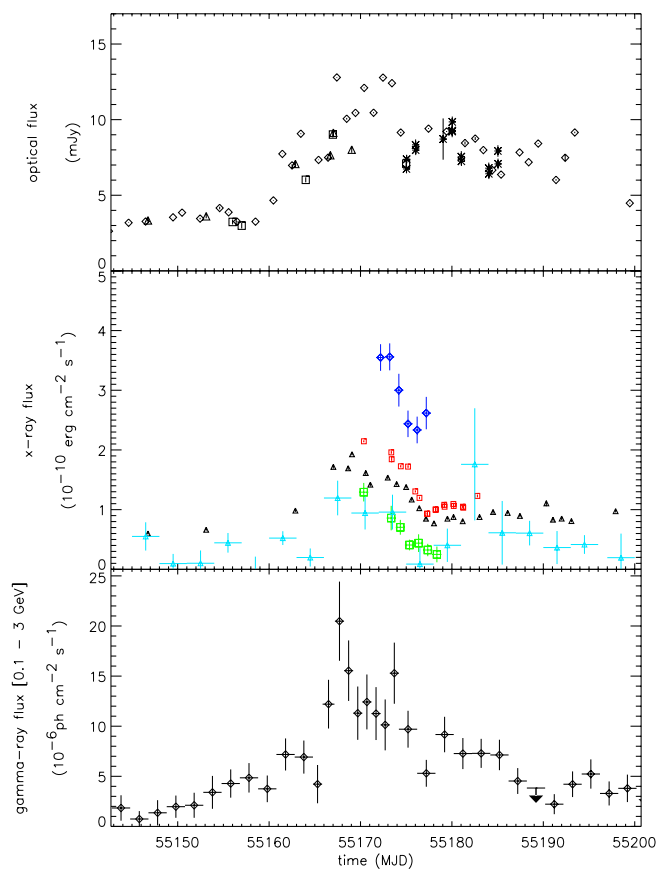 optical flux
(mJy)
15
10
5
0
x-ray flux
(10⁻¹⁰ erg cm⁻² s⁻¹)
5
4
3
2
1
0
gamma-ray flux [0.1 – 3 GeV]
(10⁻⁶ph cm⁻² s⁻¹)
25
20
15
10
5
0
55150 55160 55170 55180 55190 55200
time (MJD)